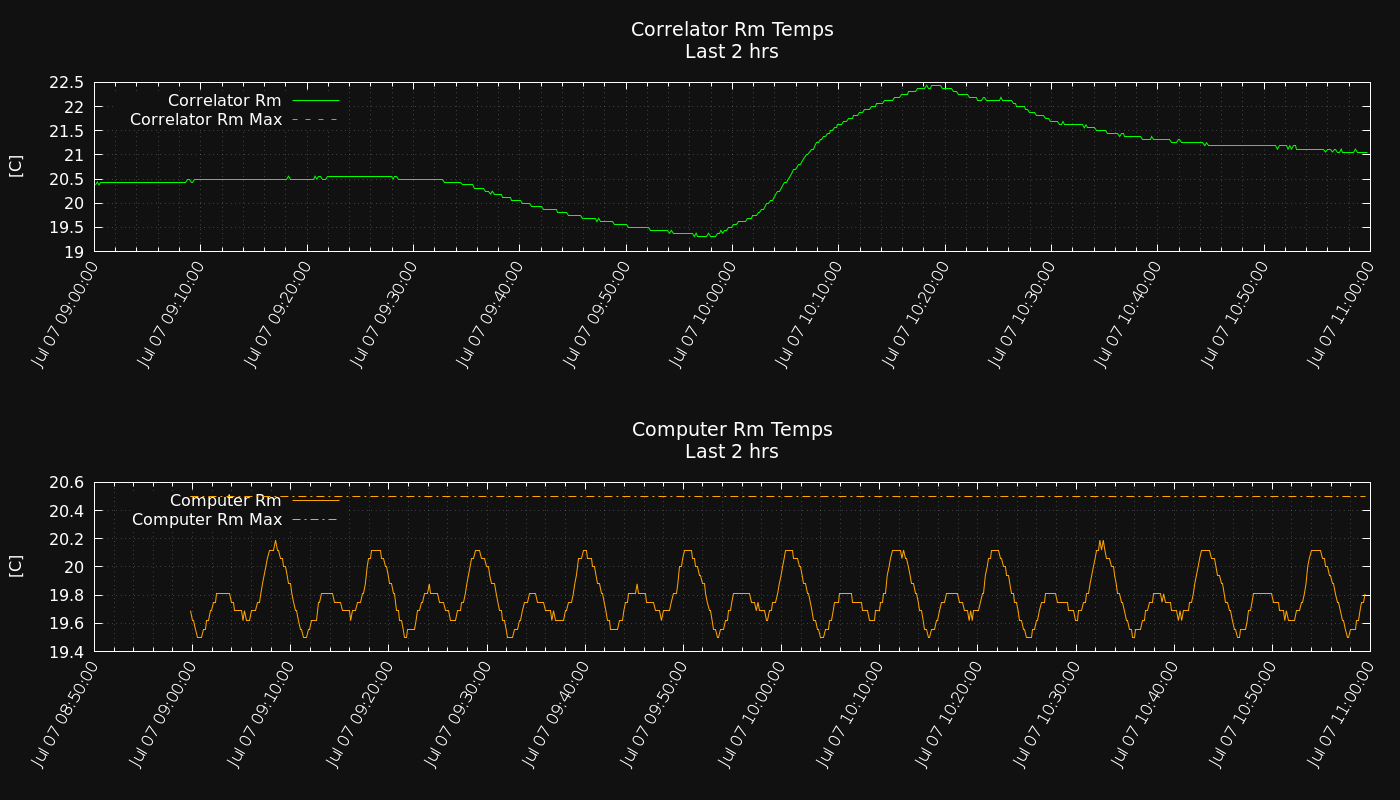 Correlator Rm Temps
Last 2 hrs
22.5
22
21.5
21
20.5
20
19.5
19
[C]
Correlator Rm
Correlator Rm Max
Jul 07 09:00:00
Jul 07 09:10:00
Jul 07 09:20:00
Jul 07 09:30:00
Jul 07 09:40:00
Jul 07 09:50:00
Jul 07 10:00:00
Jul 07 10:10:00
Jul 07 10:20:00
Jul 07 10:30:00
Jul 07 10:40:00
Jul 07 10:50:00
Jul 07 11:00:00
Computer Rm Temps
Last 2 hrs
20.6
20.4
20.2
20
19.8
19.6
19.4
[C]
Computer Rm
Computer Rm Max
Jul 07 08:50:00
Jul 07 09:00:00
Jul 07 09:10:00
Jul 07 09:20:00
Jul 07 09:30:00
Jul 07 09:40:00
Jul 07 09:50:00
Jul 07 10:00:00
Jul 07 10:10:00
Jul 07 10:20:00
Jul 07 10:30:00
Jul 07 10:40:00
Jul 07 10:50:00
Jul 07 11:00:00